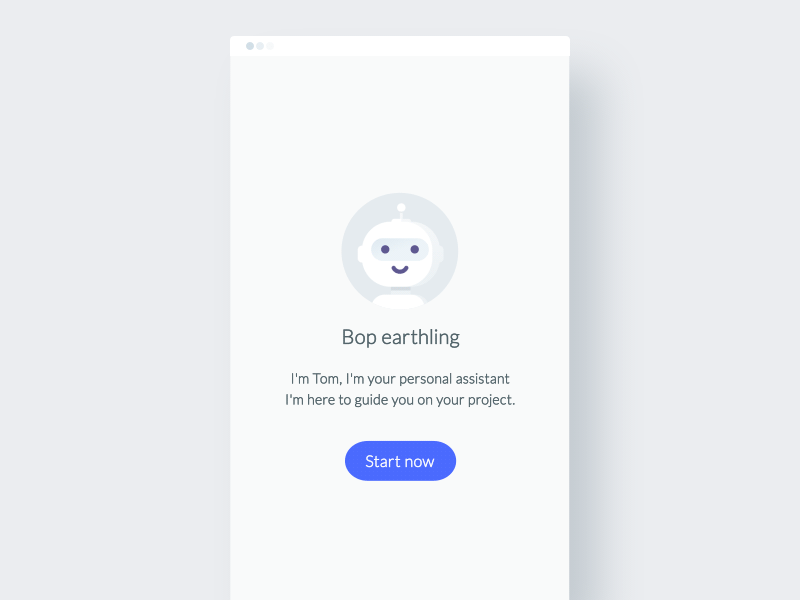 Bop earthling
I'm Tom, I'm your personal assistant
I'm here to guide you on your project.
Start now